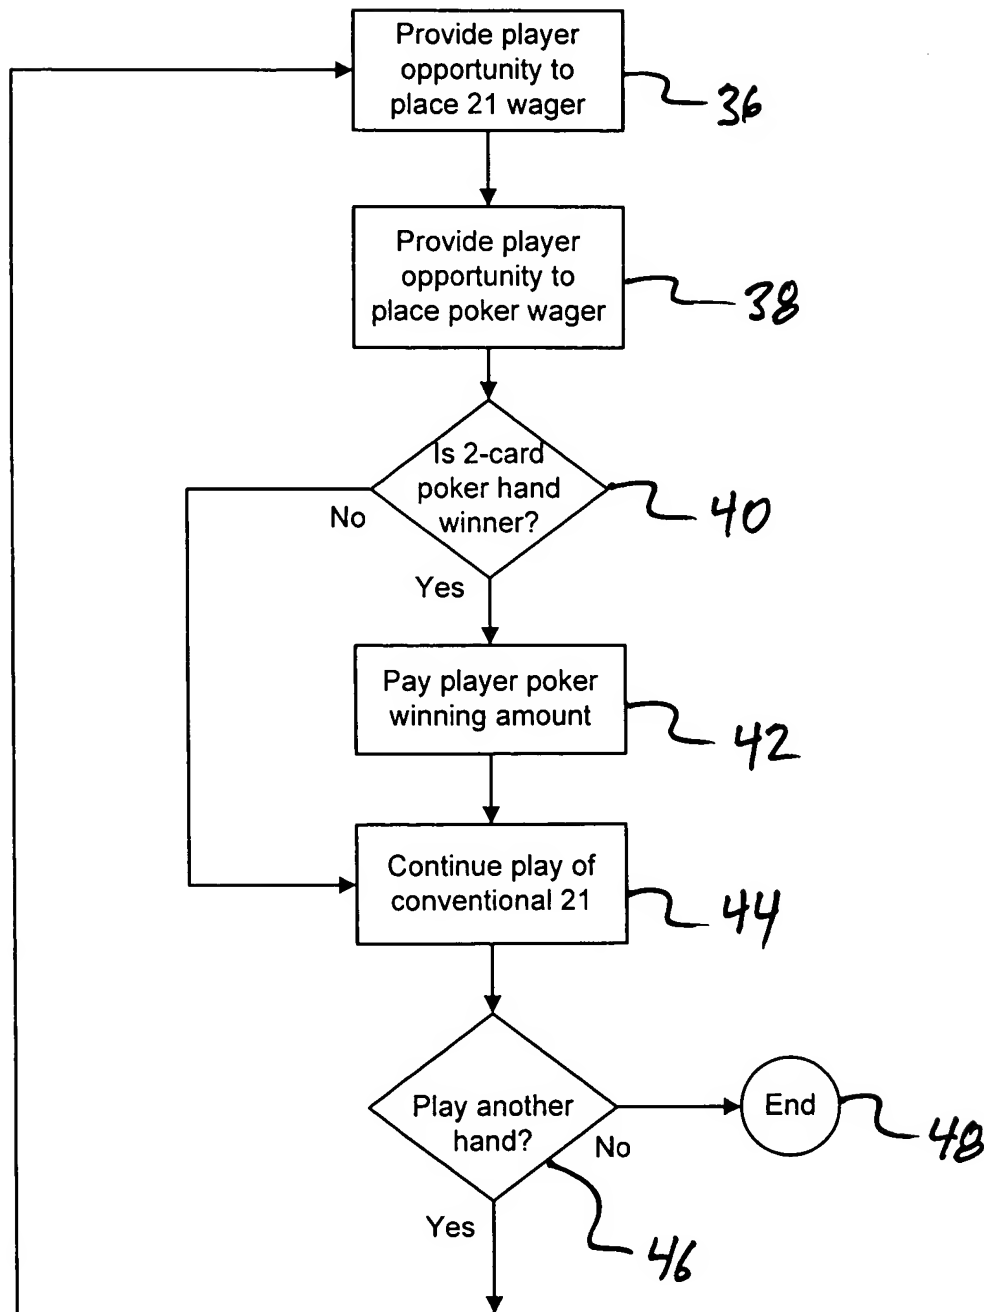 Provide player
opportunity to
place 21 wager
36
Provide player
opportunity to
place poker wager
38
Is 2-card
poker hand
winner?
40
No
Yes
Pay player poker
winning amount
42
Continue play of
conventional 21
44
Play another
hand?
No
End
48
Yes
46